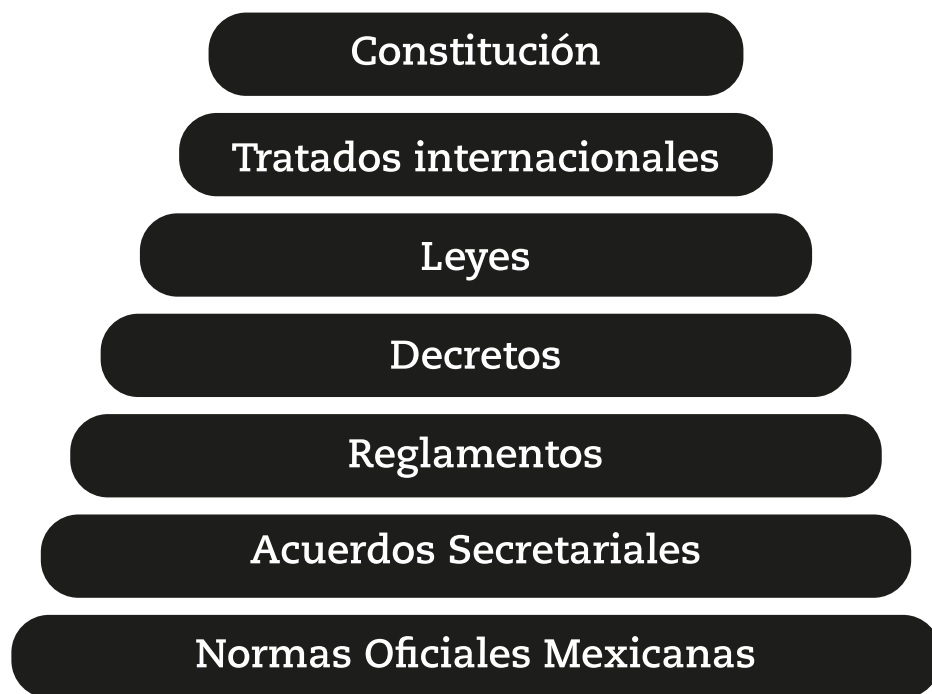 Constitución
Tratados internacionales
Leyes
Decretos
Reglamentos
Acuerdos Secretariales
Normas Oficiales Mexicanas